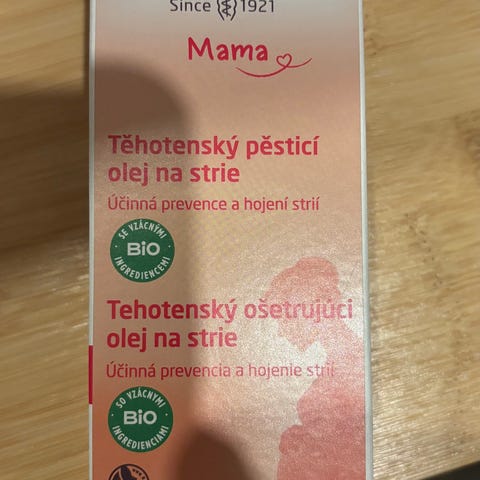 Since 1921
Mama
Těhotenský pěsticí
olej na strie
Účinná prevence a hojení strií
SE VZÁCNÝMI
BiO
INGREDIENCEMI
Tehotenský ošetrujúci
olej na strie
Účinná prevencia a hojenie strií
SO VZÁCNYMI
BiO
INGREDIENCIAMI